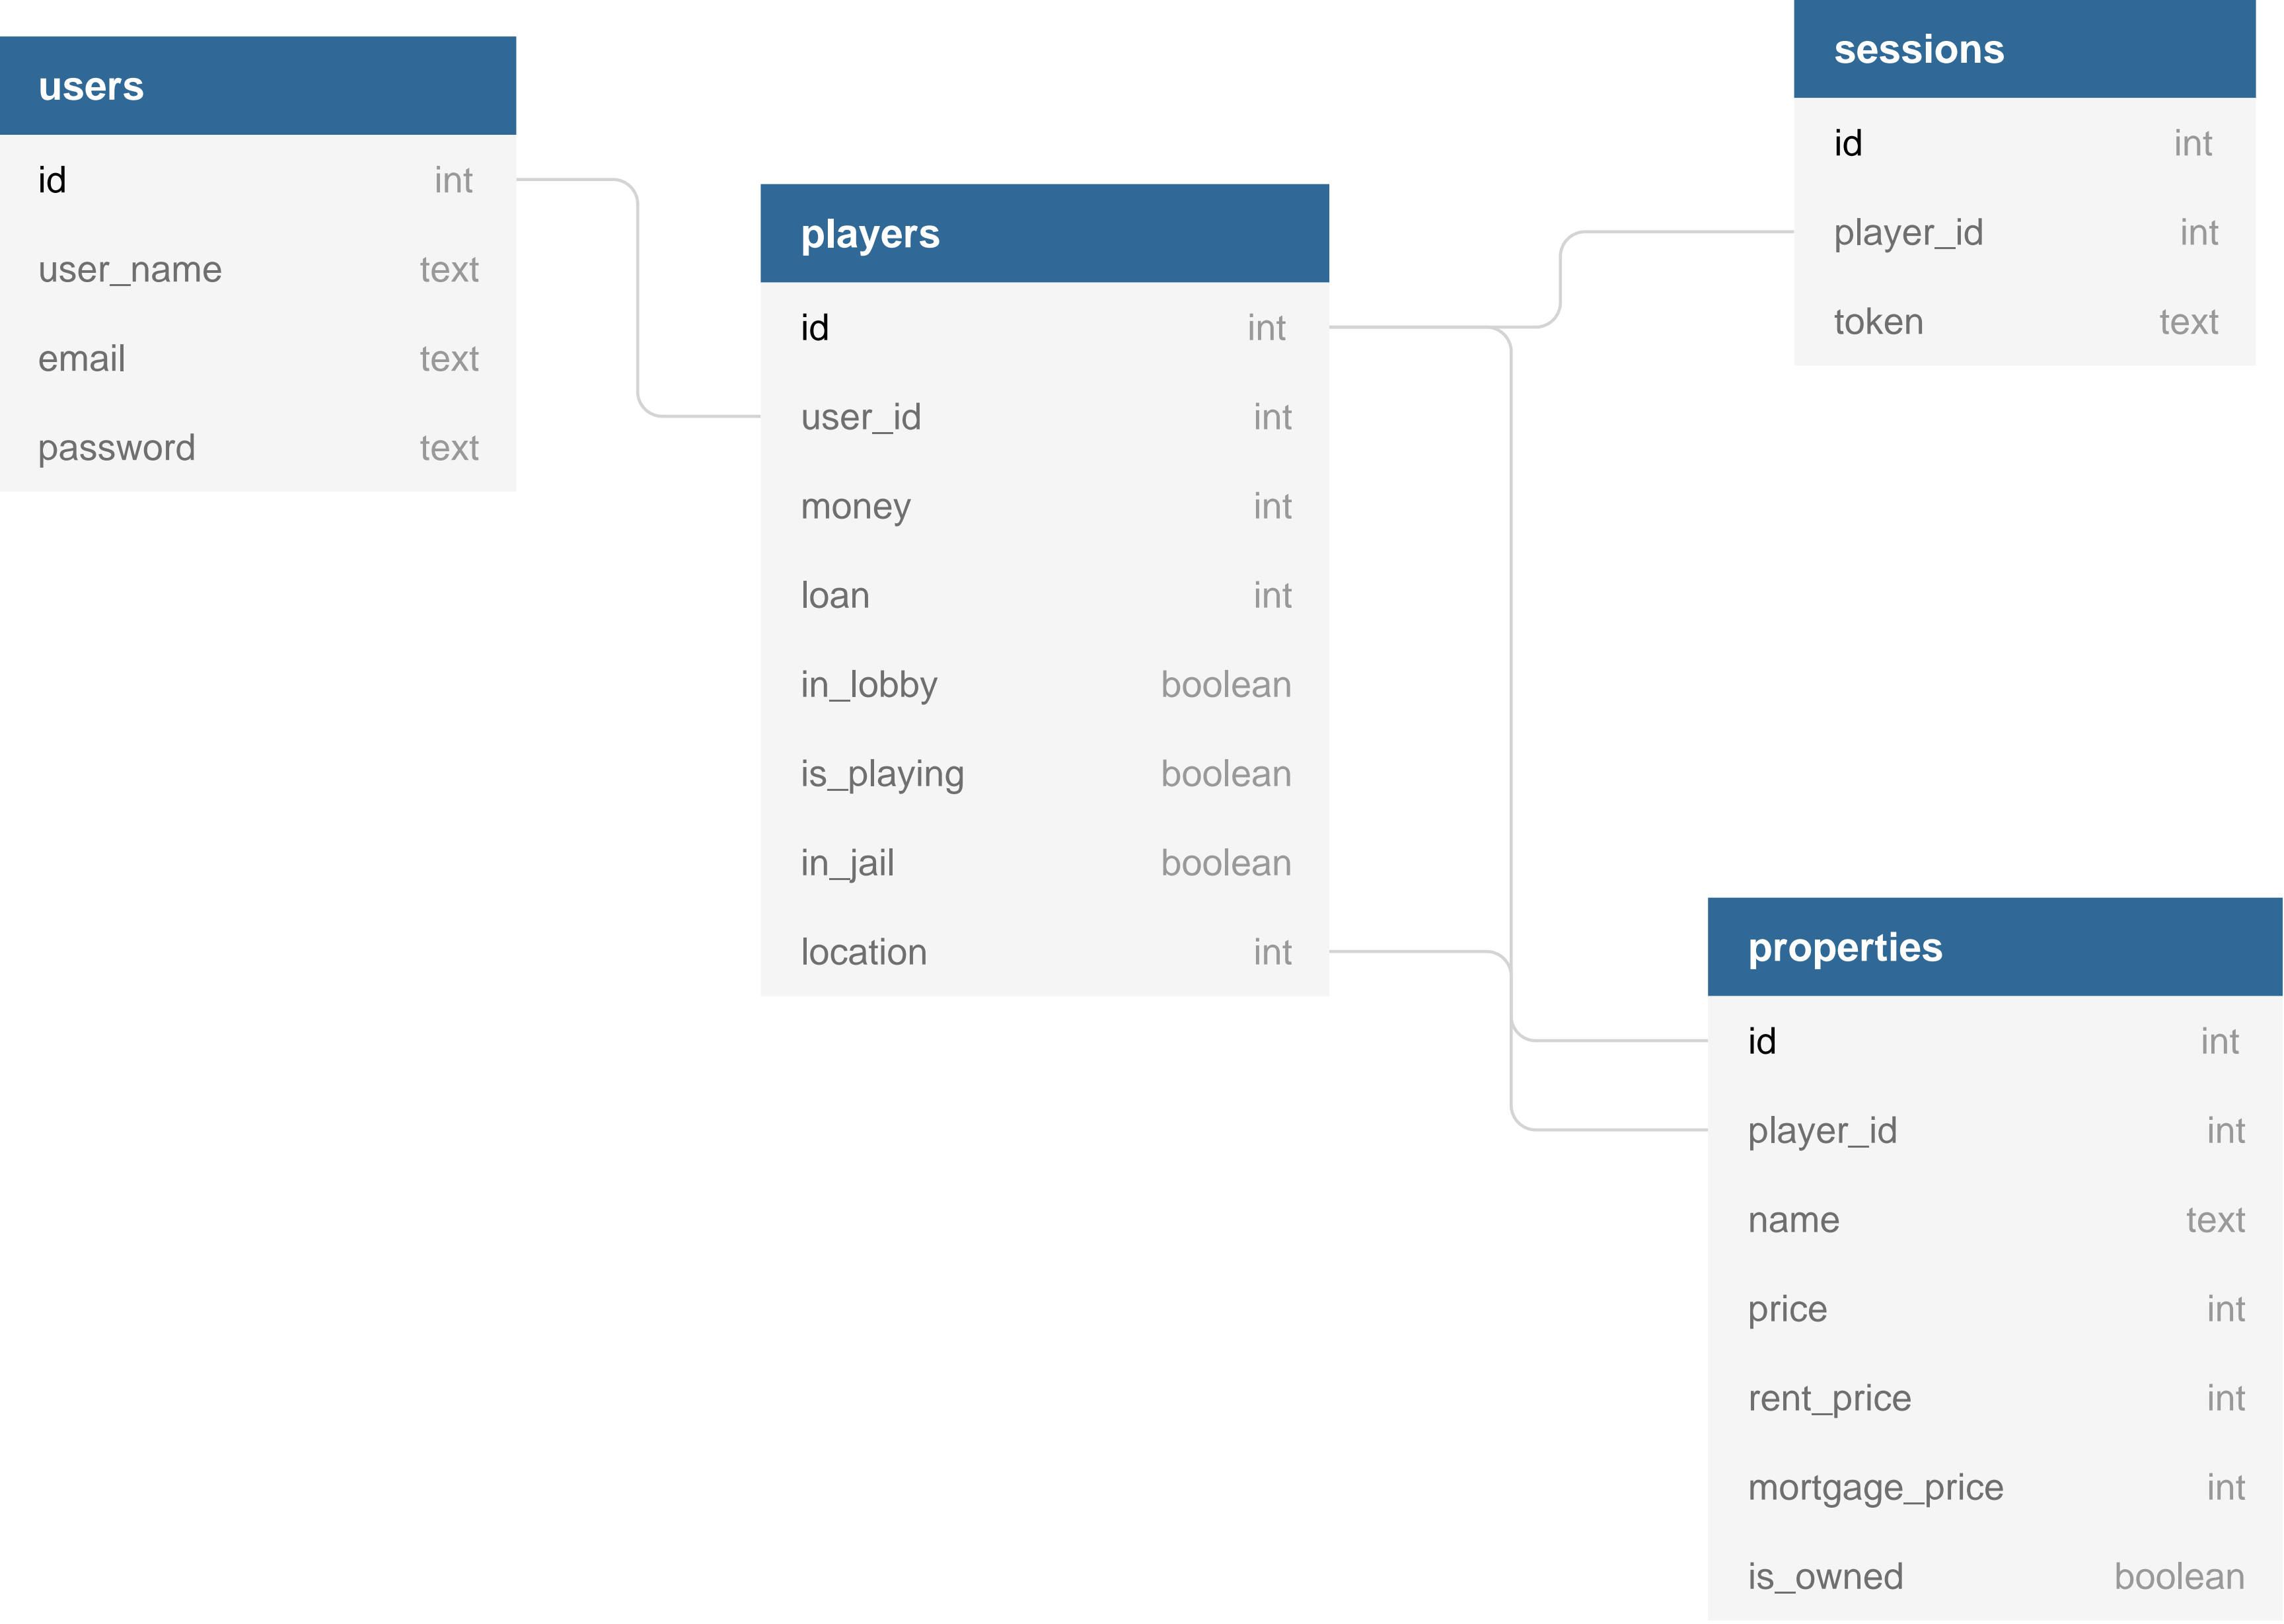 users
id int
user_name text
email text
password text
players
id int
user_id int
money int
loan int
in_lobby boolean
is_playing boolean
in_jail boolean
location int
sessions
id int
player_id int
token text
properties
id int
player_id int
name text
price int
rent_price int
mortgage_price int
is_owned boolean